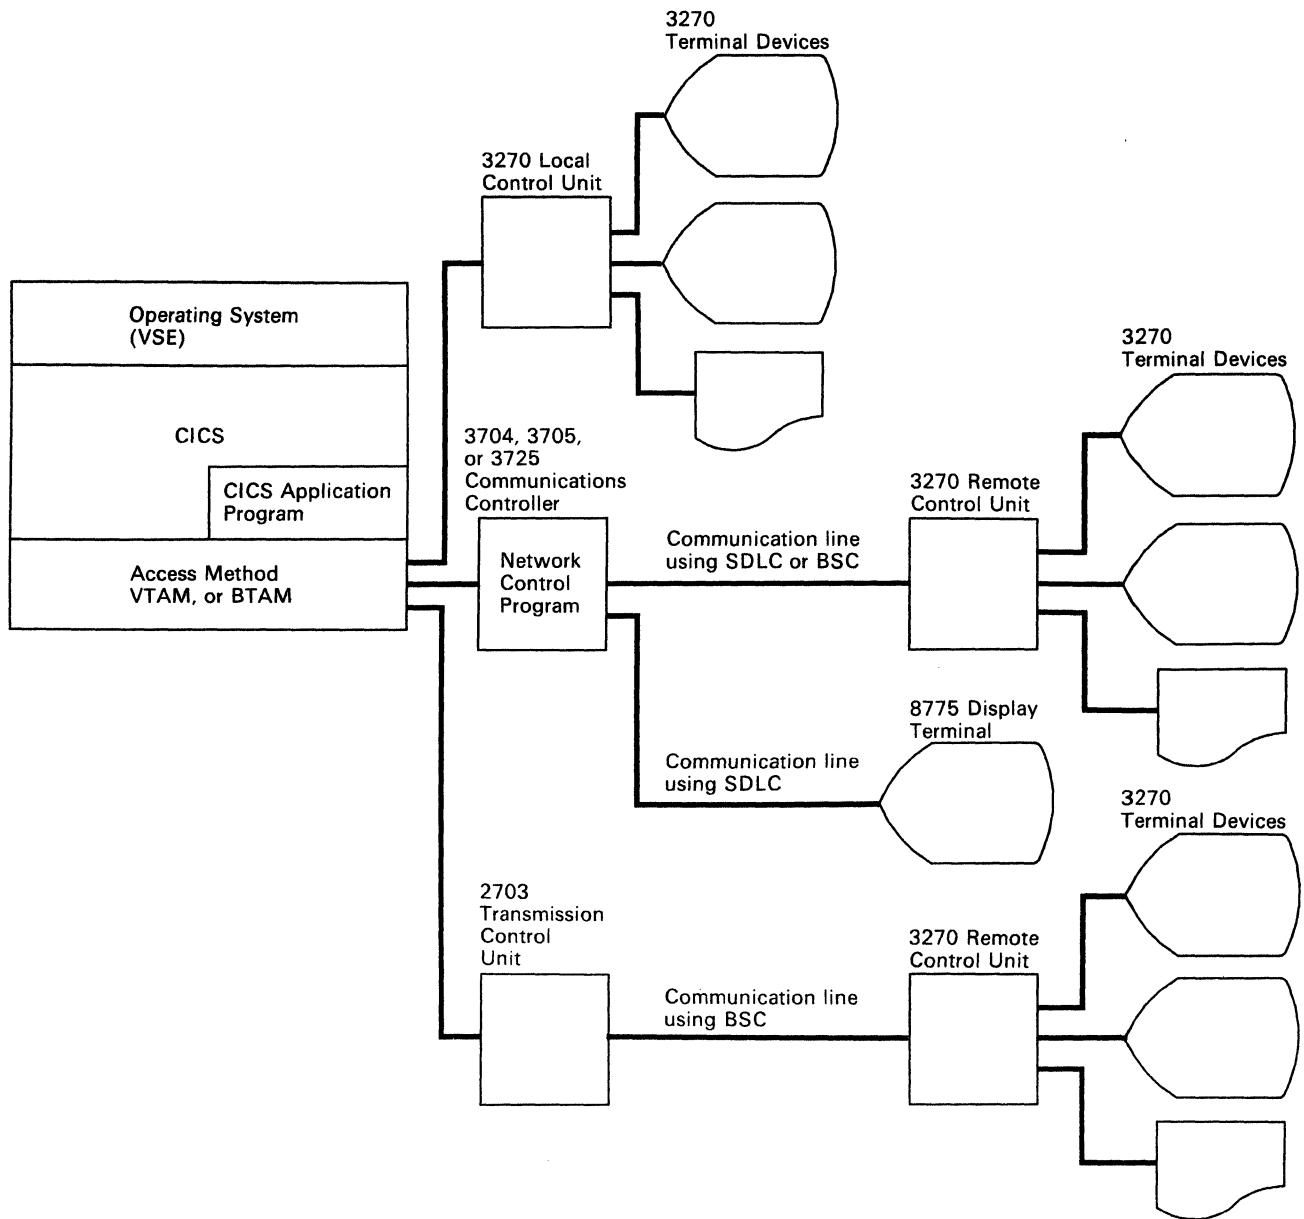 3270
Terminal Devices
3270 Local
Control Unit
Operating System
(VSE)
CICS
CICS Application
Program
Access Method
VTAM, or BTAM
3704, 3705,
or 3725
Communications
Controller
Network
Control
Program
Communication line
using SDLC or BSC
3270 Remote
Control Unit
3270
Terminal Devices
Communication line
using SDLC
8775 Display
Terminal
2703
Transmission
Control
Unit
Communication line
using BSC
3270 Remote
Control Unit
3270
Terminal Devices